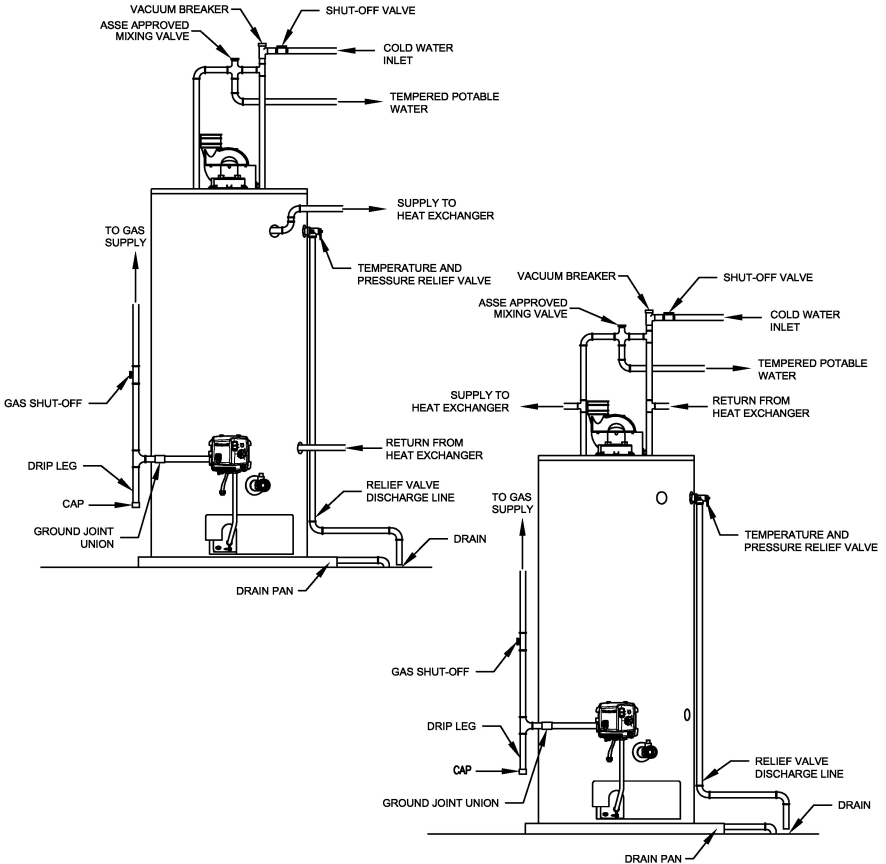 VACUUM BREAKER
SHUT-OFF VALVE
ASSE APPROVED
MIXING VALVE
COLD WATER
INLET
TEMPERED POTABLE
WATER
SUPPLY TO
HEAT EXCHANGER
TO GAS
SUPPLY
TEMPERATURE AND
PRESSURE RELIEF VALVE
GAS SHUT-OFF
RETURN FROM
HEAT EXCHANGER
DRIP LEG
RELIEF VALVE
DISCHARGE LINE
CAP
GROUND JOINT
UNION
DRAIN
DRAIN PAN
VACUUM BREAKER
SHUT-OFF VALVE
ASSE APPROVED
MIXING VALVE
COLD WATER
INLET
TEMPERED POTABLE
WATER
SUPPLY TO
HEAT EXCHANGER
RETURN FROM
HEAT EXCHANGER
TO GAS
SUPPLY
TEMPERATURE AND
PRESSURE RELIEF VALVE
GAS SHUT-OFF
DRIP LEG
CAP
RELIEF VALVE
DISCHARGE LINE
GROUND JOINT UNION
DRAIN
DRAIN PAN